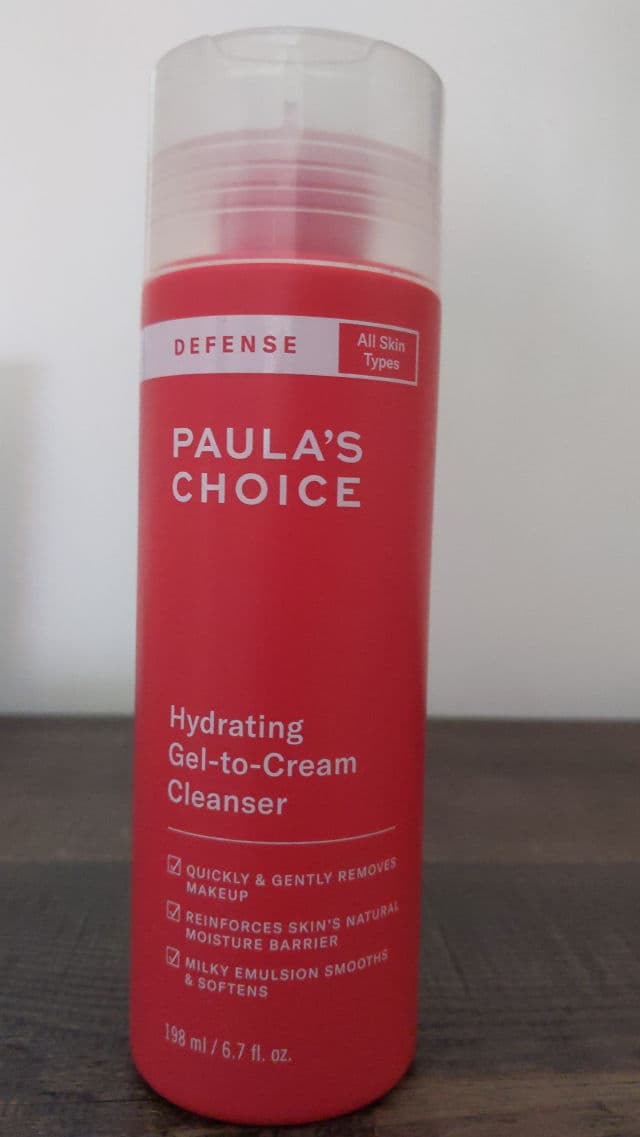 DEFENSE
All Skin
Types
PAULA'S
CHOICE
Hydrating
Gel-to-Cream
Cleanser
☑ QUICKLY & GENTLY REMOVES
MAKEUP
☑ REINFORCES SKIN'S NATURAL
MOISTURE BARRIER
☑ MILKY EMULSION SMOOTHS
& SOFTENS
198 ml / 6.7 fl. oz.